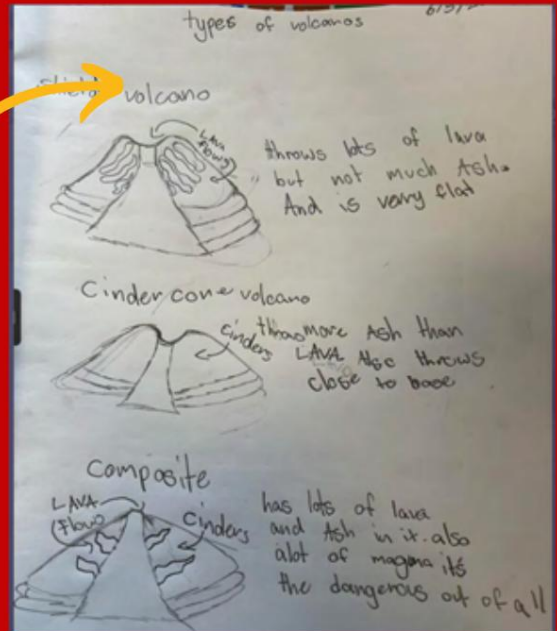 types of volcanos
Shield volcano
LAVA
flows
throws lots of lava
but not much Ash.
And is very flat
Cinder cone volcano
cinders
throws more Ash than
LAVA Also throws
close to base
composite
LAVA
(flow)
cinders
has lots of lava
and Ash in it. also
alot of magma its
the dangerous out of all